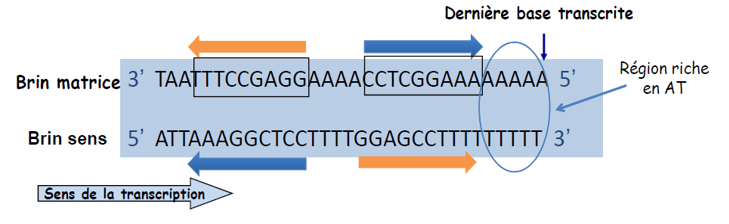 Dernière base transcrite
Brin matrice 3’ TAATTTCCGAGGAAAACCTCGGAAAAAAAA 5’
Région riche
en AT
Brin sens 5’ ATTAAAGGCTCCTTTTGGAGCCTTTTTTTT 3’
Sens de la transcription